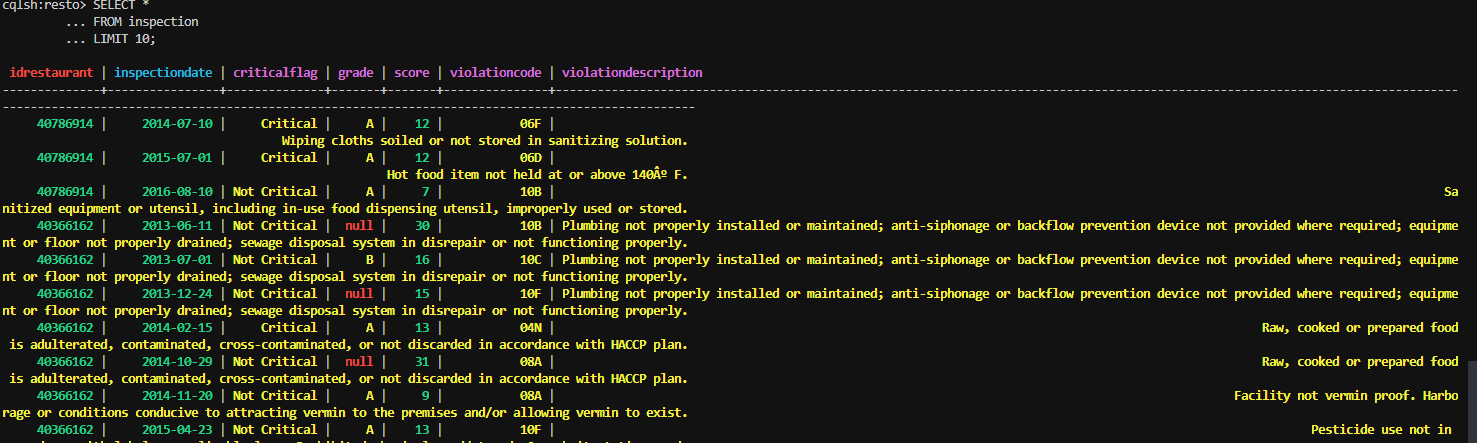 cqlsh:resto> SELECT *
... FROM inspection
... LIMIT 10;
idrestaurant | inspectiondate | criticalflag | grade | score | violationcode | violationdescription
40786914 | 2014-07-10 | Critical | A | 12 | 06F |
Wiping cloths soiled or not stored in sanitizing solution.
40786914 | 2015-07-01 | Critical | A | 12 | 06D |
Hot food item not held at or above 140Âº F.
40786914 | 2016-08-10 | Not Critical | A | 7 | 10B | Sa
nitized equipment or utensil, including in-use food dispensing utensil, improperly used or stored.
40366162 | 2013-06-11 | Not Critical | null | 30 | 10B | Plumbing not properly installed or maintained; anti-siphonage or backflow prevention device not provided where required; equipme
nt or floor not properly drained; sewage disposal system in disrepair or not functioning properly.
40366162 | 2013-07-01 | Not Critical | B | 16 | 10C | Plumbing not properly installed or maintained; anti-siphonage or backflow prevention device not provided where required; equipme
nt or floor not properly drained; sewage disposal system in disrepair or not functioning properly.
40366162 | 2013-12-24 | Not Critical | null | 15 | 10F | Plumbing not properly installed or maintained; anti-siphonage or backflow prevention device not provided where required; equipme
nt or floor not properly drained; sewage disposal system in disrepair or not functioning properly.
40366162 | 2014-02-15 | Critical | A | 13 | 04N | Raw, cooked or prepared food
is adulterated, contaminated, cross-contaminated, or not discarded in accordance with HACCP plan.
40366162 | 2014-10-29 | Not Critical | null | 31 | 08A | Raw, cooked or prepared food
is adulterated, contaminated, cross-contaminated, or not discarded in accordance with HACCP plan.
40366162 | 2014-11-20 | Not Critical | A | 9 | 08A | Facility not vermin proof. Harbo
rage or conditions conducive to attracting vermin to the premises and/or allowing vermin to exist.
40366162 | 2015-04-23 | Not Critical | A | 13 | 10F | Pesticide use not in